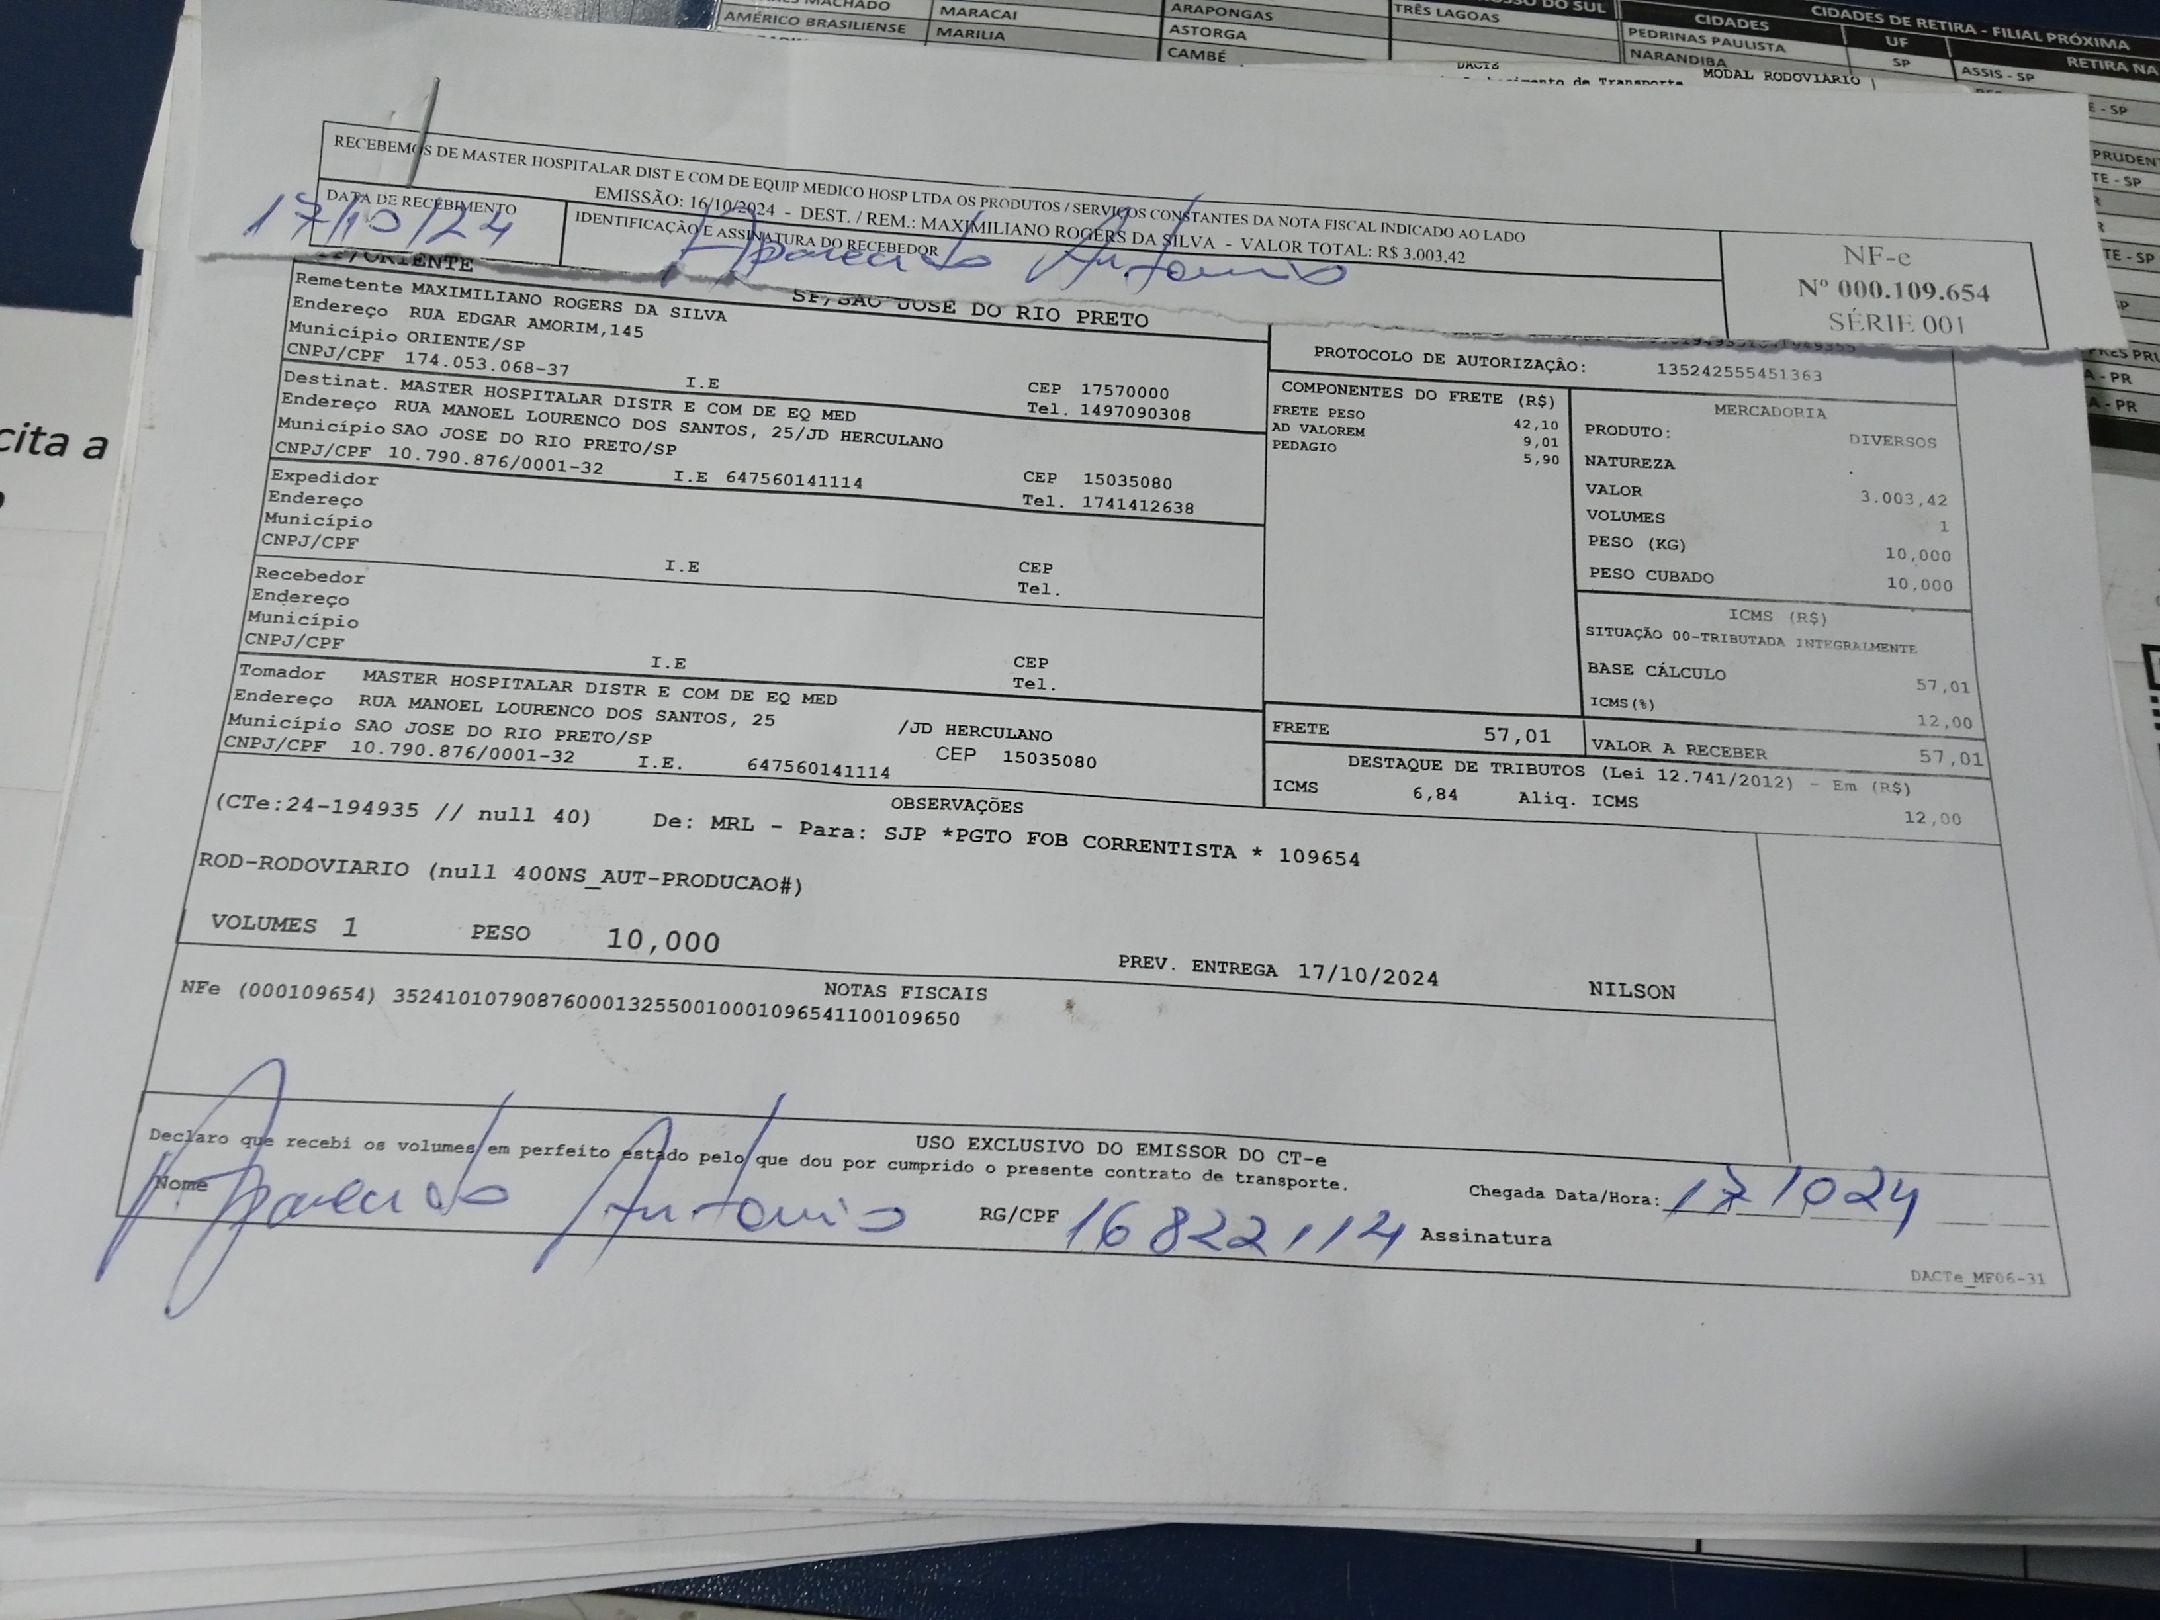 MACHADO
AMÉRICO BRASILIENSE
MARACAI
MARILIA
ARAPONGAS
ASTORGA
CAMBÉ
TRÊS LAGOAS
DO SUL
CIDADES
PEDRINAS PAULISTA
NARANDIBA
UF
SP
CIDADES DE RETIRA - FILIAL PRÓXIMA
RETIRA NA
ASSIS - SP
DACTE
de Transporte
MODAL RODOVIARIO
RECEBEMOS DE MASTER HOSPITALAR DIST E COM DE EQUIP MEDICO HOSP LTDA OS PRODUTOS / SERVIÇOS CONSTANTES DA NOTA FISCAL INDICADO AO LADO
EMISSÃO: 16/10/2024 - DEST. / REM.: MAXIMILIANO ROGERS DA SILVA - VALOR TOTAL: R$ 3.003,42
DATA DE RECEBIMENTO
17/10/24
IDENTIFICAÇÃO E ASSINATURA DO RECEBEDOR
Aparecido Antonio
NF-e
Nº 000.109.654
SÉRIE 001
/ORIENTE
SP/SAO JOSE DO RIO PRETO
Remetente MAXIMILIANO ROGERS DA SILVA
Endereço RUA EDGAR AMORIM,145
Município ORIENTE/SP
CNPJ/CPF 174.053.068-37 I.E CEP 17570000
Tel. 1497090308
Destinat. MASTER HOSPITALAR DISTR E COM DE EQ MED
Endereço RUA MANOEL LOURENCO DOS SANTOS, 25/JD HERCULANO
Município SAO JOSE DO RIO PRETO/SP
CNPJ/CPF 10.790.876/0001-32 I.E 647560141114 CEP 15035080
Tel. 1741412638
Expedidor
Endereço
Município
CNPJ/CPF I.E CEP
Tel.
Recebedor
Endereço
Município
CNPJ/CPF I.E CEP
Tel.
Tomador MASTER HOSPITALAR DISTR E COM DE EQ MED
Endereço RUA MANOEL LOURENCO DOS SANTOS, 25 /JD HERCULANO
Município SAO JOSE DO RIO PRETO/SP CEP 15035080
CNPJ/CPF 10.790.876/0001-32 I.E. 647560141114
PROTOCOLO DE AUTORIZAÇÃO: 135242555451363
COMPONENTES DO FRETE (R$)
FRETE PESO 42,10
AD VALOREM 9,01
PEDAGIO 5,90
MERCADORIA
PRODUTO: DIVERSOS
NATUREZA .
VALOR 3.003,42
VOLUMES 1
PESO (KG) 10,000
PESO CUBADO 10,000
ICMS (R$)
SITUAÇÃO 00-TRIBUTADA INTEGRALMENTE
BASE CÁLCULO 57,01
ICMS(%) 12,00
FRETE 57,01 VALOR A RECEBER 57,01
DESTAQUE DE TRIBUTOS (Lei 12.741/2012) - Em (R$)
ICMS 6,84 Aliq. ICMS 12,00
OBSERVAÇÕES
(CTe:24-194935 // null 40) De: MRL - Para: SJP *PGTO FOB CORRENTISTA * 109654
ROD-RODOVIARIO (null 400NS_AUT-PRODUCAO#)
VOLUMES 1 PESO 10,000 PREV. ENTREGA 17/10/2024 NILSON
NOTAS FISCAIS
NFe (000109654) 35241010790876000132550010001096541100109650
USO EXCLUSIVO DO EMISSOR DO CT-e
Declaro que recebi os volumes em perfeito estado pelo que dou por cumprido o presente contrato de transporte.
Nome Aparecido Antonio RG/CPF 16822114 Assinatura
Chegada Data/Hora: 17 10 24
DACTe_MF06-31
cita a